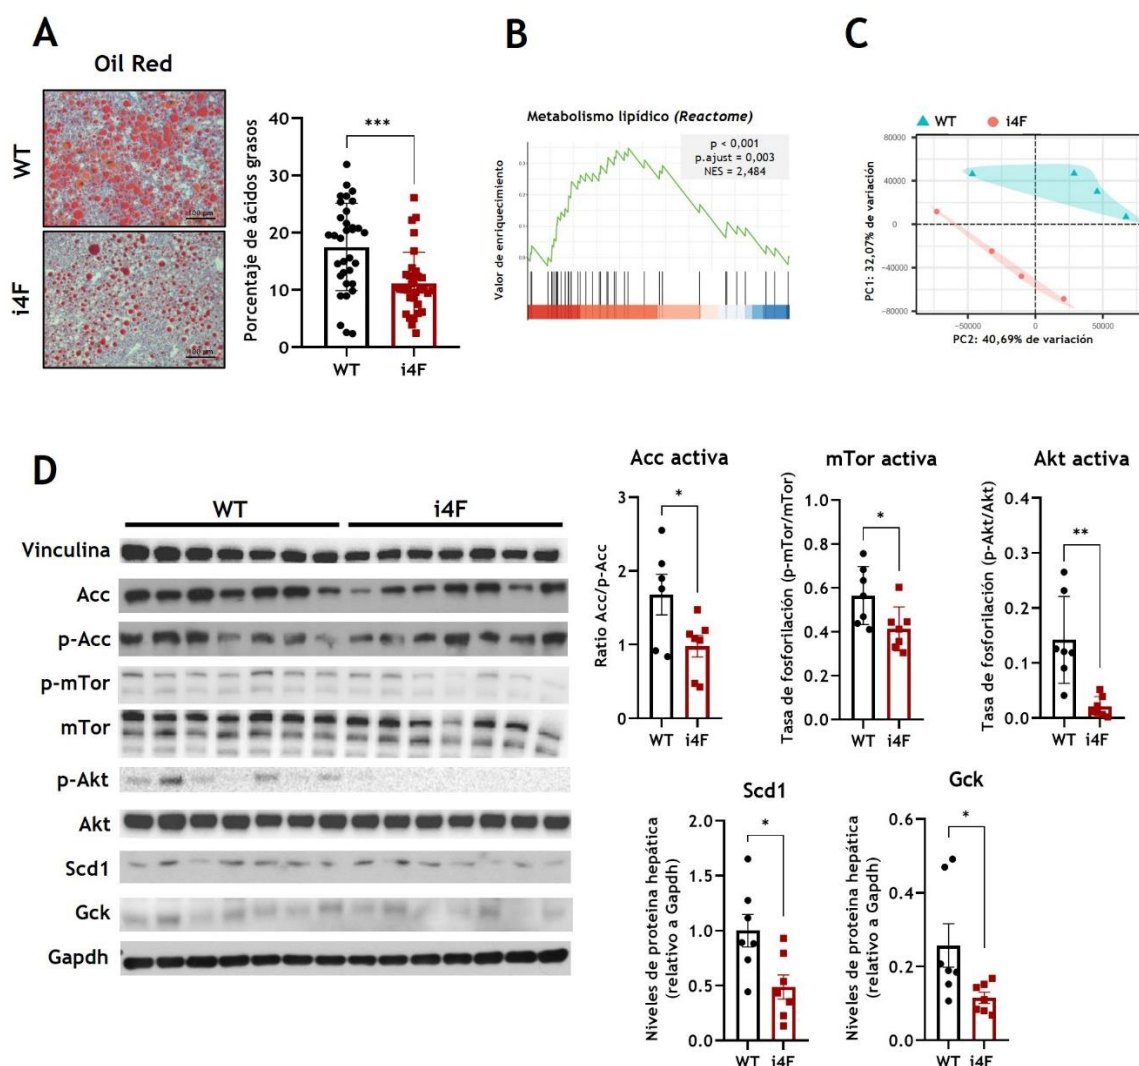 A
Oil Red
WT
100 µm
i4F
100 µm
Porcentaje de ácidos grasos
40
30
20
10
0
***
WT
i4F
B
Metabolismo lipídico (Reactome)
p < 0,001
p.ajust = 0,003
NES = 2,484
Valor de enriquecimiento
C
WT
i4F
PC1: 32,07% de variación
80000
40000
0
-40000
-80000
-50000
0
50000
PC2: 40,69% de variación
D
WT
i4F
Vinculina
Acc
p-Acc
p-mTor
mTor
p-Akt
Akt
Scd1
Gck
Gapdh
Acc activa
Ratio Acc/p-Acc
3
2
1
0
*
WT
i4F
mTor activa
Tasa de fosforilación (p-mTor/mTor)
1.0
0.8
0.6
0.4
0.2
0.0
*
WT
i4F
Akt activa
Tasa de fosforilación (p-Akt/Akt)
0.4
0.3
0.2
0.1
0.0
**
WT
i4F
Scd1
Niveles de proteina hepática
(relativo a Gapdh)
2.0
1.5
1.0
0.5
0.0
*
WT
i4F
Gck
Niveles de proteina hepática
(relativo a Gapdh)
0.6
0.4
0.2
0.0
*
WT
i4F